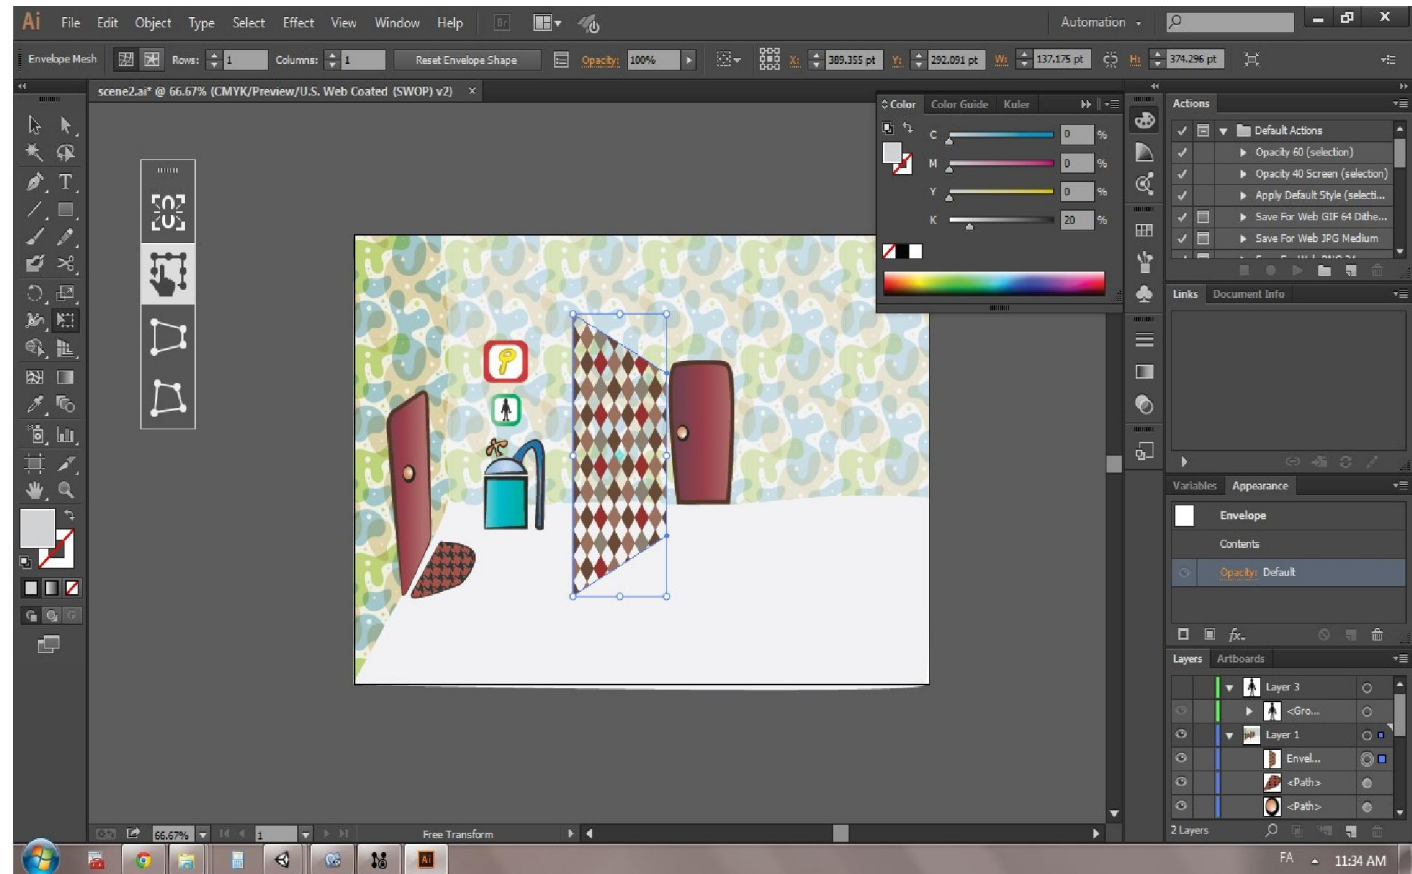 Ai File Edit Object Type Select Effect View Window Help Br Automation
Envelope Mesh Rows: 1 Columns: 1 Reset Envelope Shape Opacity: 100% X: 389.355 pt Y: 292.091 pt W: 137.175 pt H: 374.296 pt
scene2.ai* @ 66.67% (CMYK/Preview/U.S. Web Coated (SWOP) v2) ×
Color Color Guide Kuler
C 0 %
M 0 %
Y 0 %
K 20 %
Actions
Default Actions
Opacity 60 (selection)
Opacity 40 Screen (selection)
Apply Default Style (selecti...
Save For Web GIF 64 Dithe...
Save For Web JPG Medium
Links Document Info
Variables Appearance
Envelope
Contents
Opacity: Default
fx
Layers Artboards
Layer 3
<Gro...
Layer 1
Envel...
<Path>
<Path>
2 Layers
66.67% 1 Free Transform
Ai
FA 11:34 AM